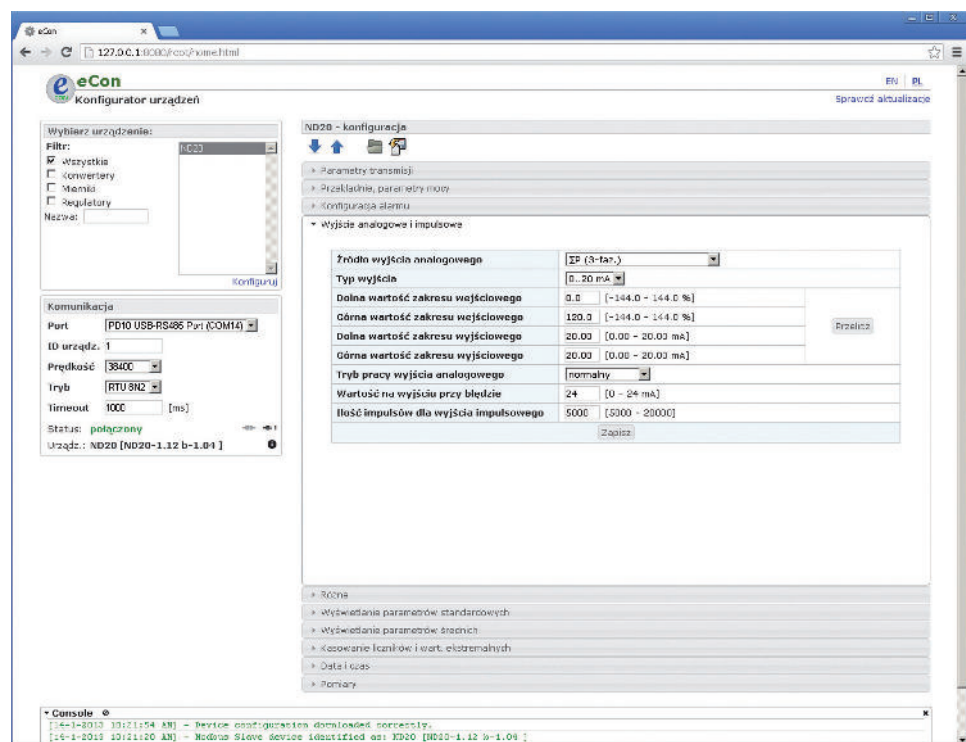 eCon
127.0.0.1:8080/root/home.html
eCon
Konfigurator urządzeń
EN PL
Sprawdź aktualizacje
Wybierz urządzenie:
Filtr:
Wszystkie
Konwertery
Mierniki
Regulatory
Nazwa:
ND20
Konfiguruj
Komunikacja
Port PD10 USB-RS485 Port (COM14)
ID urządz. 1
Prędkość 38400
Tryb RTU 8N2
Timeout 1000 [ms]
Status: połączony
Urządz.: ND20 [ND20-1.12 b-1.04 ]
ND20 - konfiguracja
Parametry transmisji
Przekładnie, parametry mocy
Konfiguracja alarmu
Wyjście analogowe i impulsowe
Źródło wyjścia analogowego ΣP (3-faz.)
Typ wyjścia 0..20 mA
Dolna wartość zakresu wejściowego 0.0 [-144.0 - 144.0 %]
Górna wartość zakresu wejściowego 120.0 [-144.0 - 144.0 %]
Dolna wartość zakresu wyjściowego 20.00 [0.00 - 20.00 mA]
Górna wartość zakresu wyjściowego 20.00 [0.00 - 20.00 mA]
Przelicz
Tryb pracy wyjścia analogowego normalny
Wartość na wyjściu przy błędzie 24 [0 - 24 mA]
Ilość impulsów dla wyjścia impulsowego 5000 [5000 - 20000]
Zapisz
Różne
Wyświetlanie parametrów standardowych
Wyświetlanie parametrów średnich
Kasowanie liczników i wart. ekstremalnych
Data i czas
Pomiary
Console
[14-1-2013 10:21:54 AM] - Device configuration downloaded correctly.
[14-1-2013 10:21:20 AM] - Modbus Slave device identified as: ND20 [ND20-1.12 b-1.04 ]